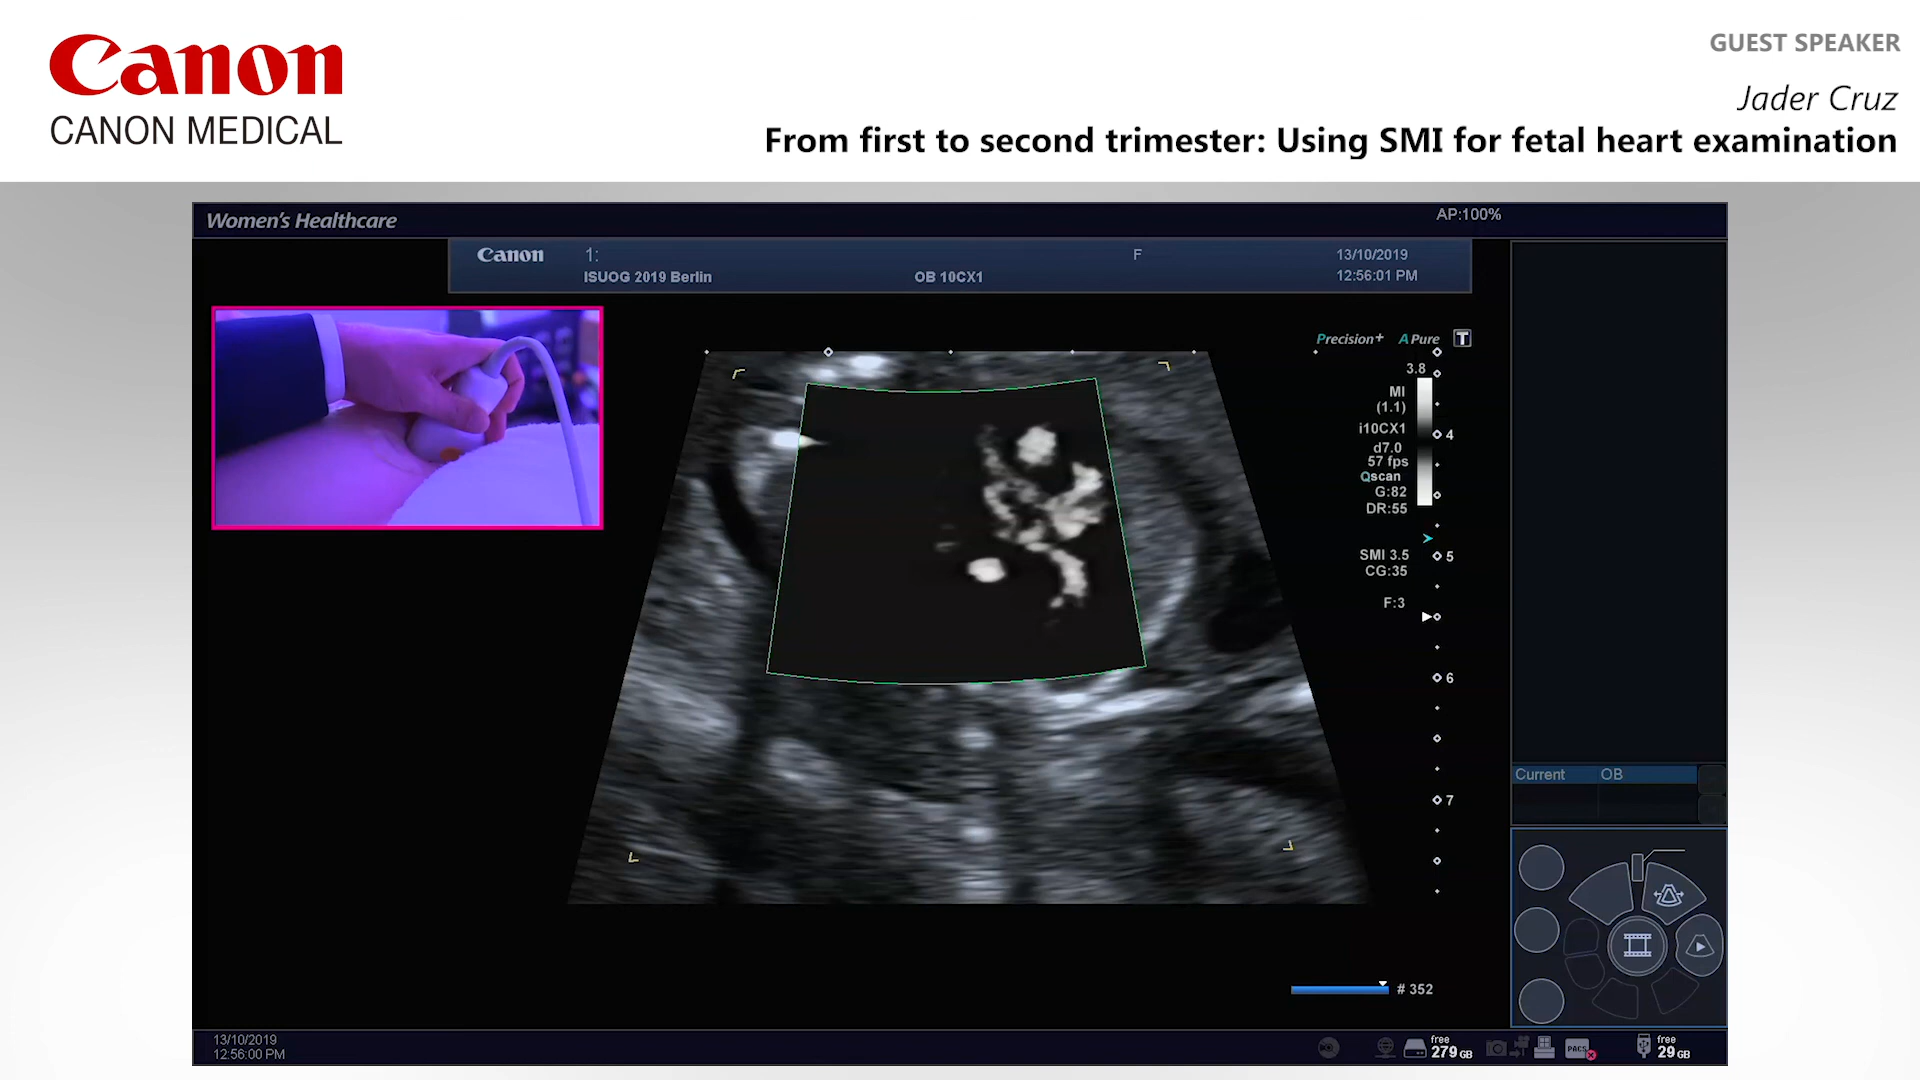 Canon
CANON MEDICAL
GUEST SPEAKER
Jader Cruz
From first to second trimester: Using SMI for fetal heart examination
Women's Healthcare
AP:100%
Canon
1:
F
13/10/2019
ISUOG 2019 Berlin
OB 10CX1
12:56:01 PM
Precision+ APure T
3.8
MI
(1.1)
i10CX1
4
d7.0
57 fps
Qscan
G:82
DR:55
SMI 3.5
5
CG:35
F:3
6
7
Current OB
# 352
13/10/2019
12:56:00 PM
free
279 GB
PACS
free
29 GB